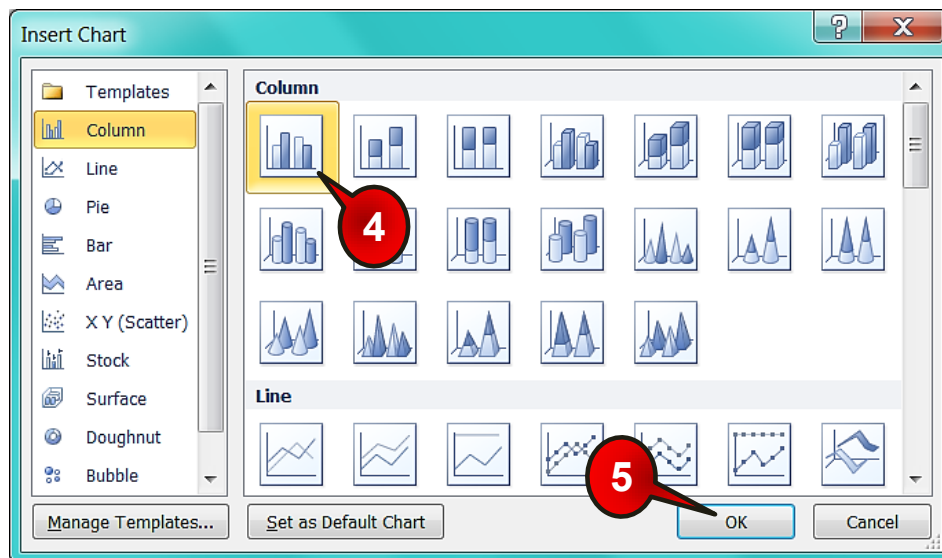 Insert Chart
Templates
Column
Line
Pie
Bar
Area
X Y (Scatter)
Stock
Surface
Doughnut
Bubble
Column
4
Line
5
Manage Templates...
Set as Default Chart
OK
Cancel